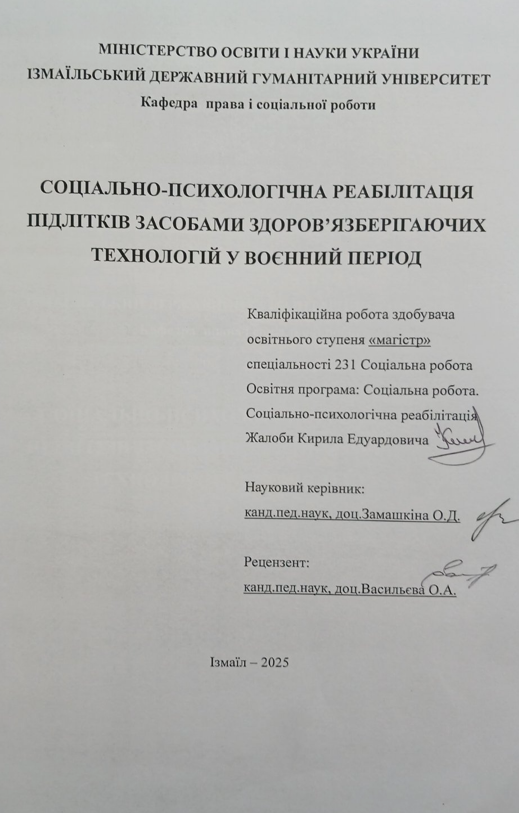 МІНІСТЕРСТВО ОСВІТИ І НАУКИ УКРАЇНИ
ІЗМАЇЛЬСЬКИЙ ДЕРЖАВНИЙ ГУМАНІТАРНИЙ УНІВЕРСИТЕТ
Кафедра права і соціальної роботи
СОЦІАЛЬНО-ПСИХОЛОГІЧНА РЕАБІЛІТАЦІЯ
ПІДЛІТКІВ ЗАСОБАМИ ЗДОРОВ’ЯЗБЕРІГАЮЧИХ
ТЕХНОЛОГІЙ У ВОЄННИЙ ПЕРІОД
Кваліфікаційна робота здобувача
освітнього ступеня «магістр»
спеціальності 231 Соціальна робота
Освітня програма: Соціальна робота.
Соціально-психологічна реабілітація
Жалоби Кирила Едуардовича
Науковий керівник:
канд.пед.наук, доц.Замашкіна О.Д.
Рецензент:
канд.пед.наук, доц.Васильєва О.А.
Ізмаїл – 2025